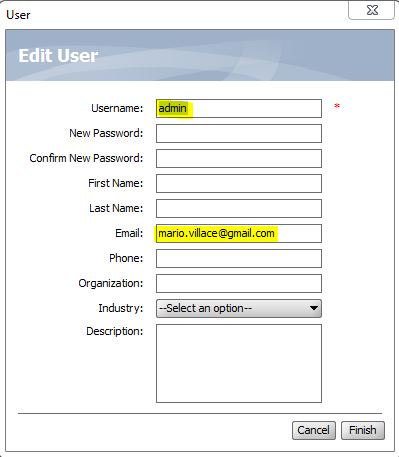 User
Edit User
Username: admin *
New Password:
Confirm New Password:
First Name:
Last Name:
Email: mario.villace@gmail.com
Phone:
Organization:
Industry: --Select an option--
Description:
Cancel Finish